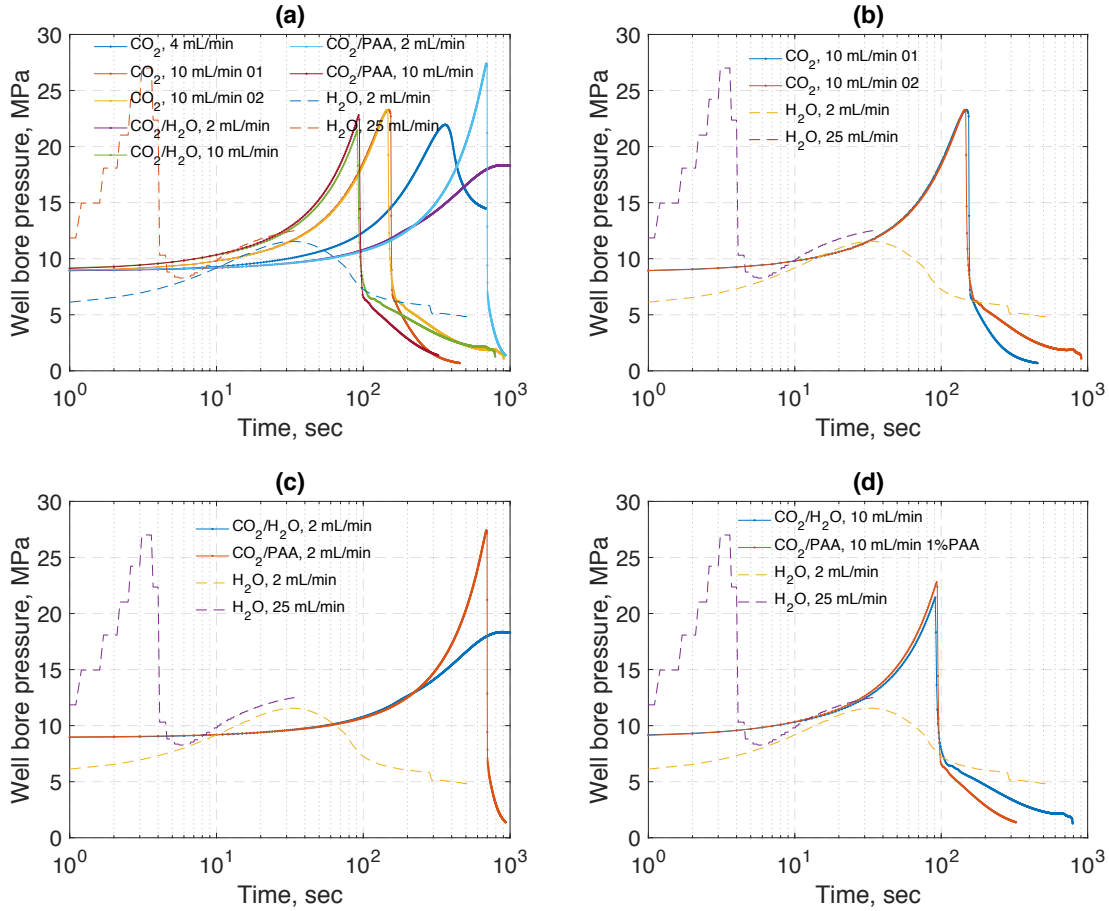 (a)
CO2, 4 mL/min
CO2, 10 mL/min 01
CO2, 10 mL/min 02
CO2/H2O, 2 mL/min
CO2/H2O, 10 mL/min
CO2/PAA, 2 mL/min
CO2/PAA, 10 mL/min
H2O, 2 mL/min
H2O, 25 mL/min
30
25
20
15
10
5
0
Well bore pressure, MPa
10^0 10^1 10^2 10^3
Time, sec
(b)
CO2, 10 mL/min 01
CO2, 10 mL/min 02
H2O, 2 mL/min
H2O, 25 mL/min
30
25
20
15
10
5
0
Well bore pressure, MPa
10^0 10^1 10^2 10^3
Time, sec
(c)
CO2/H2O, 2 mL/min
CO2/PAA, 2 mL/min
H2O, 2 mL/min
H2O, 25 mL/min
30
25
20
15
10
5
0
Well bore pressure, MPa
10^0 10^1 10^2 10^3
Time, sec
(d)
CO2/H2O, 10 mL/min
CO2/PAA, 10 mL/min 1%PAA
H2O, 2 mL/min
H2O, 25 mL/min
30
25
20
15
10
5
0
Well bore pressure, MPa
10^0 10^1 10^2 10^3
Time, sec